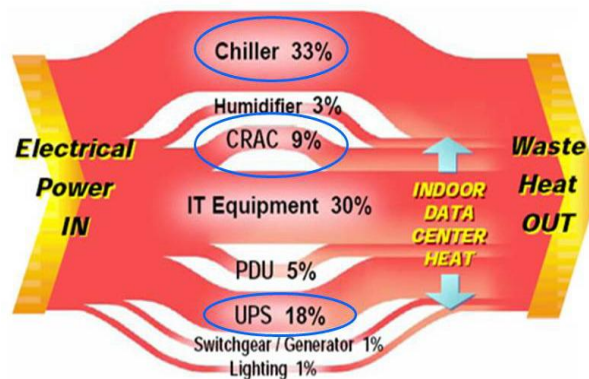 Chiller 33%
Humidifier 3%
CRAC 9%
Electrical
Power
IN
IT Equipment 30%
INDOOR
DATA
CENTER
HEAT
Waste
Heat
OUT
PDU 5%
UPS 18%
Switchgear / Generator 1%
Lighting 1%